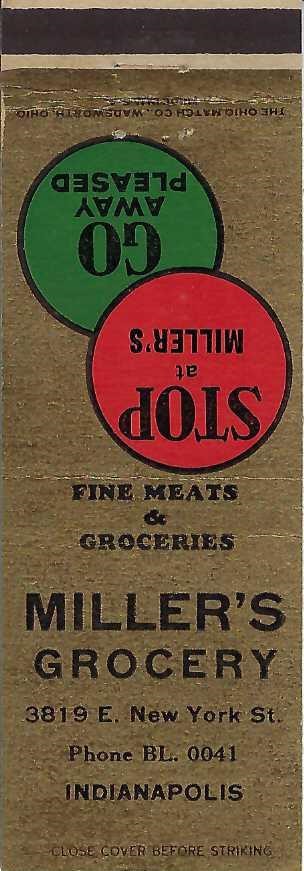 THE OHIO MATCH CO., WADSWORTH, OHIO
STOP
at
MILLER'S
GO
AWAY
PLEASED
FINE MEATS
&
GROCERIES
MILLER'S
GROCERY
3819 E. New York St.
Phone BL. 0041
INDIANAPOLIS
CLOSE COVER BEFORE STRIKING